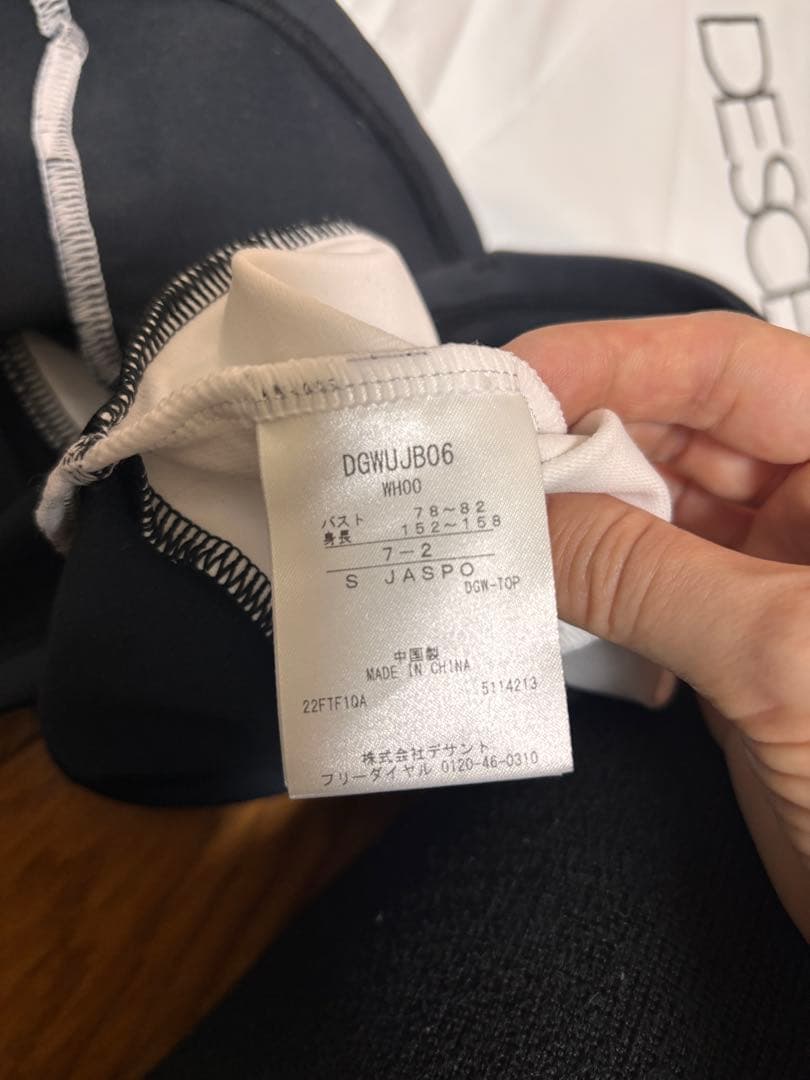 DESCE
DGWUJB06
WH00
バスト 78~82
身長 152~158
7-2
S JASPO
DGW-TOP
中国製
MADE IN CHINA
22FTF1QA 5114213
株式会社デサント
フリーダイヤル 0120-46-0310